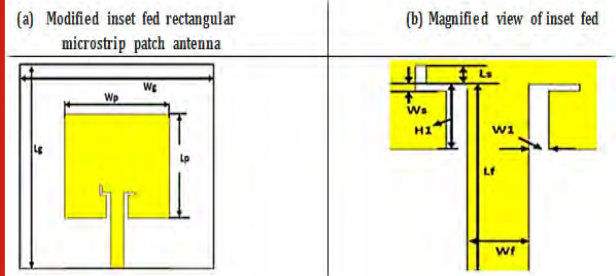 (a) Modified inset fed rectangular
microstrip patch antenna
(b) Magnified view of inset fed
Wg
Wp
Lg
Lp
Ls
Ws
H1
W1
Lf
Wf